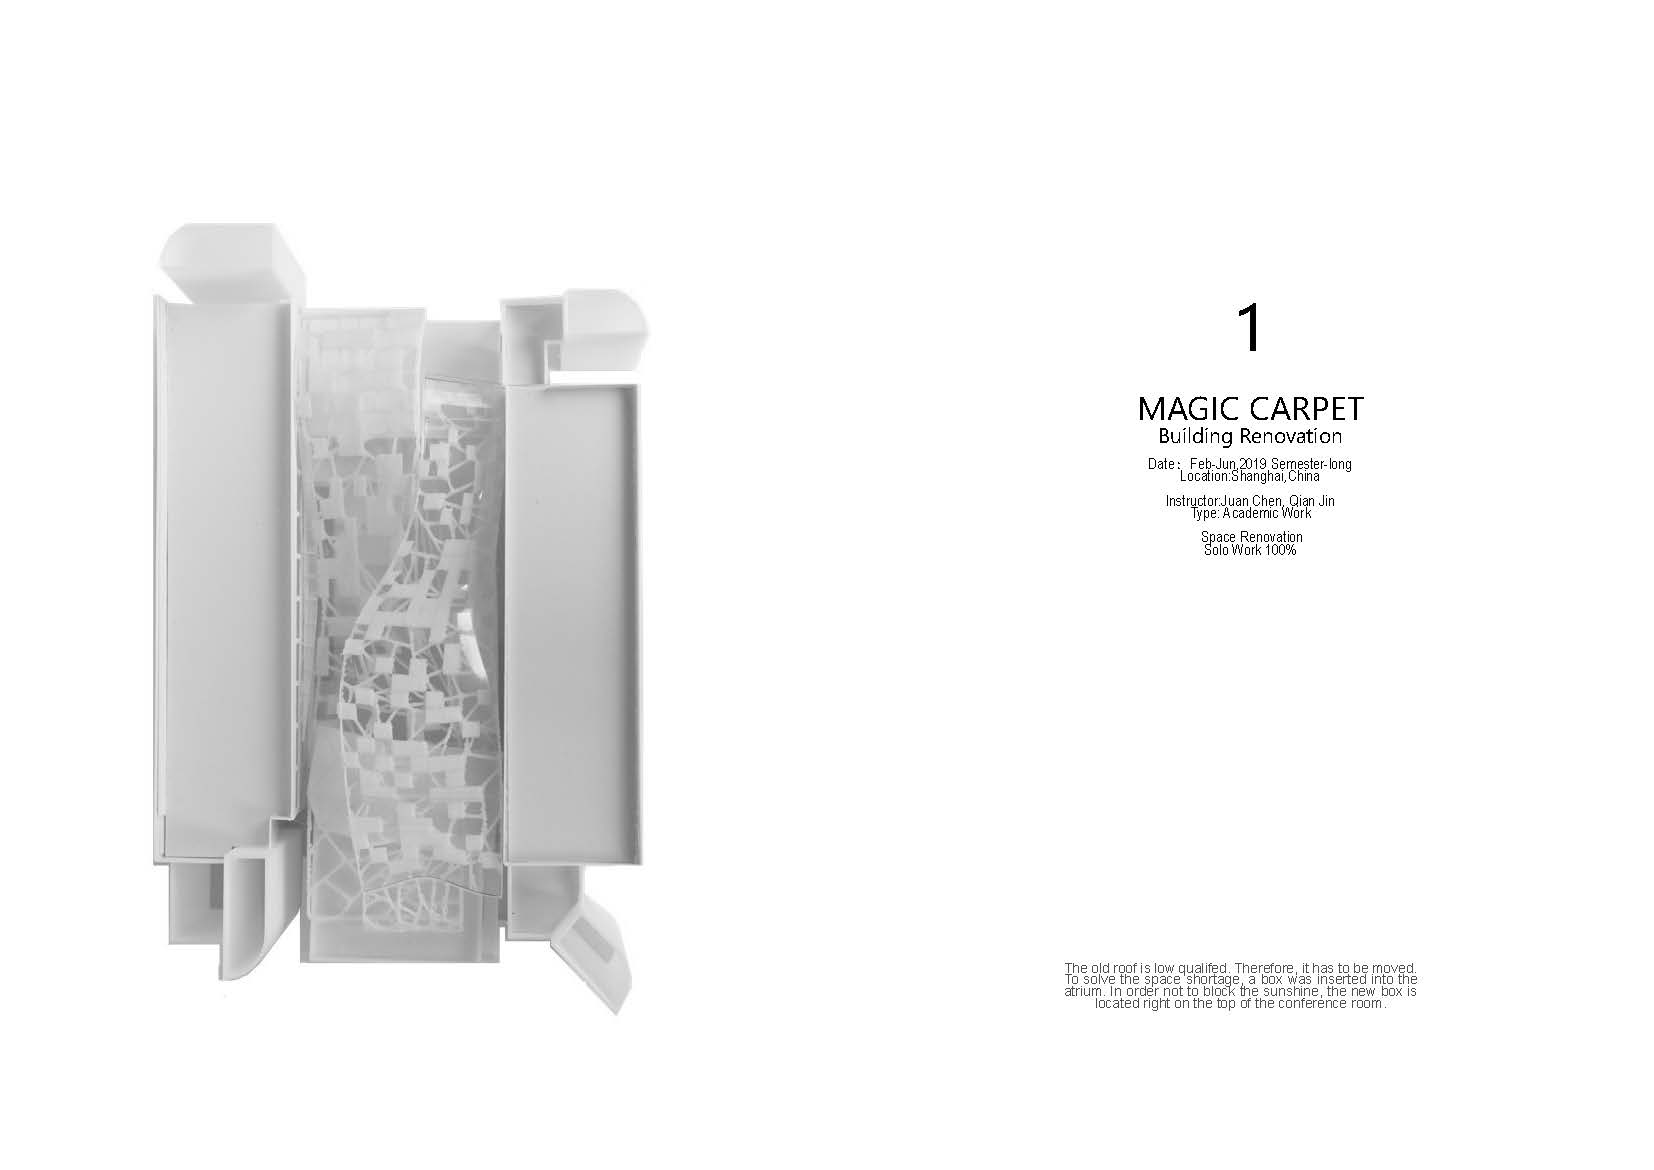 1
MAGIC CARPET
Building Renovation
Date： Feb-Jun,2019 Semester-long
Location:Shanghai,China
Instructor:Juan Chen, Qian Jin
Type: Academic Work
Space Renovation
Solo Work 100%
The old roof is low qualifed. Therefore, it has to be moved.
To solve the space shortage, a box was inserted into the
atrium. In order not to block the sunshine, the new box is
located right on the top of the conference room.